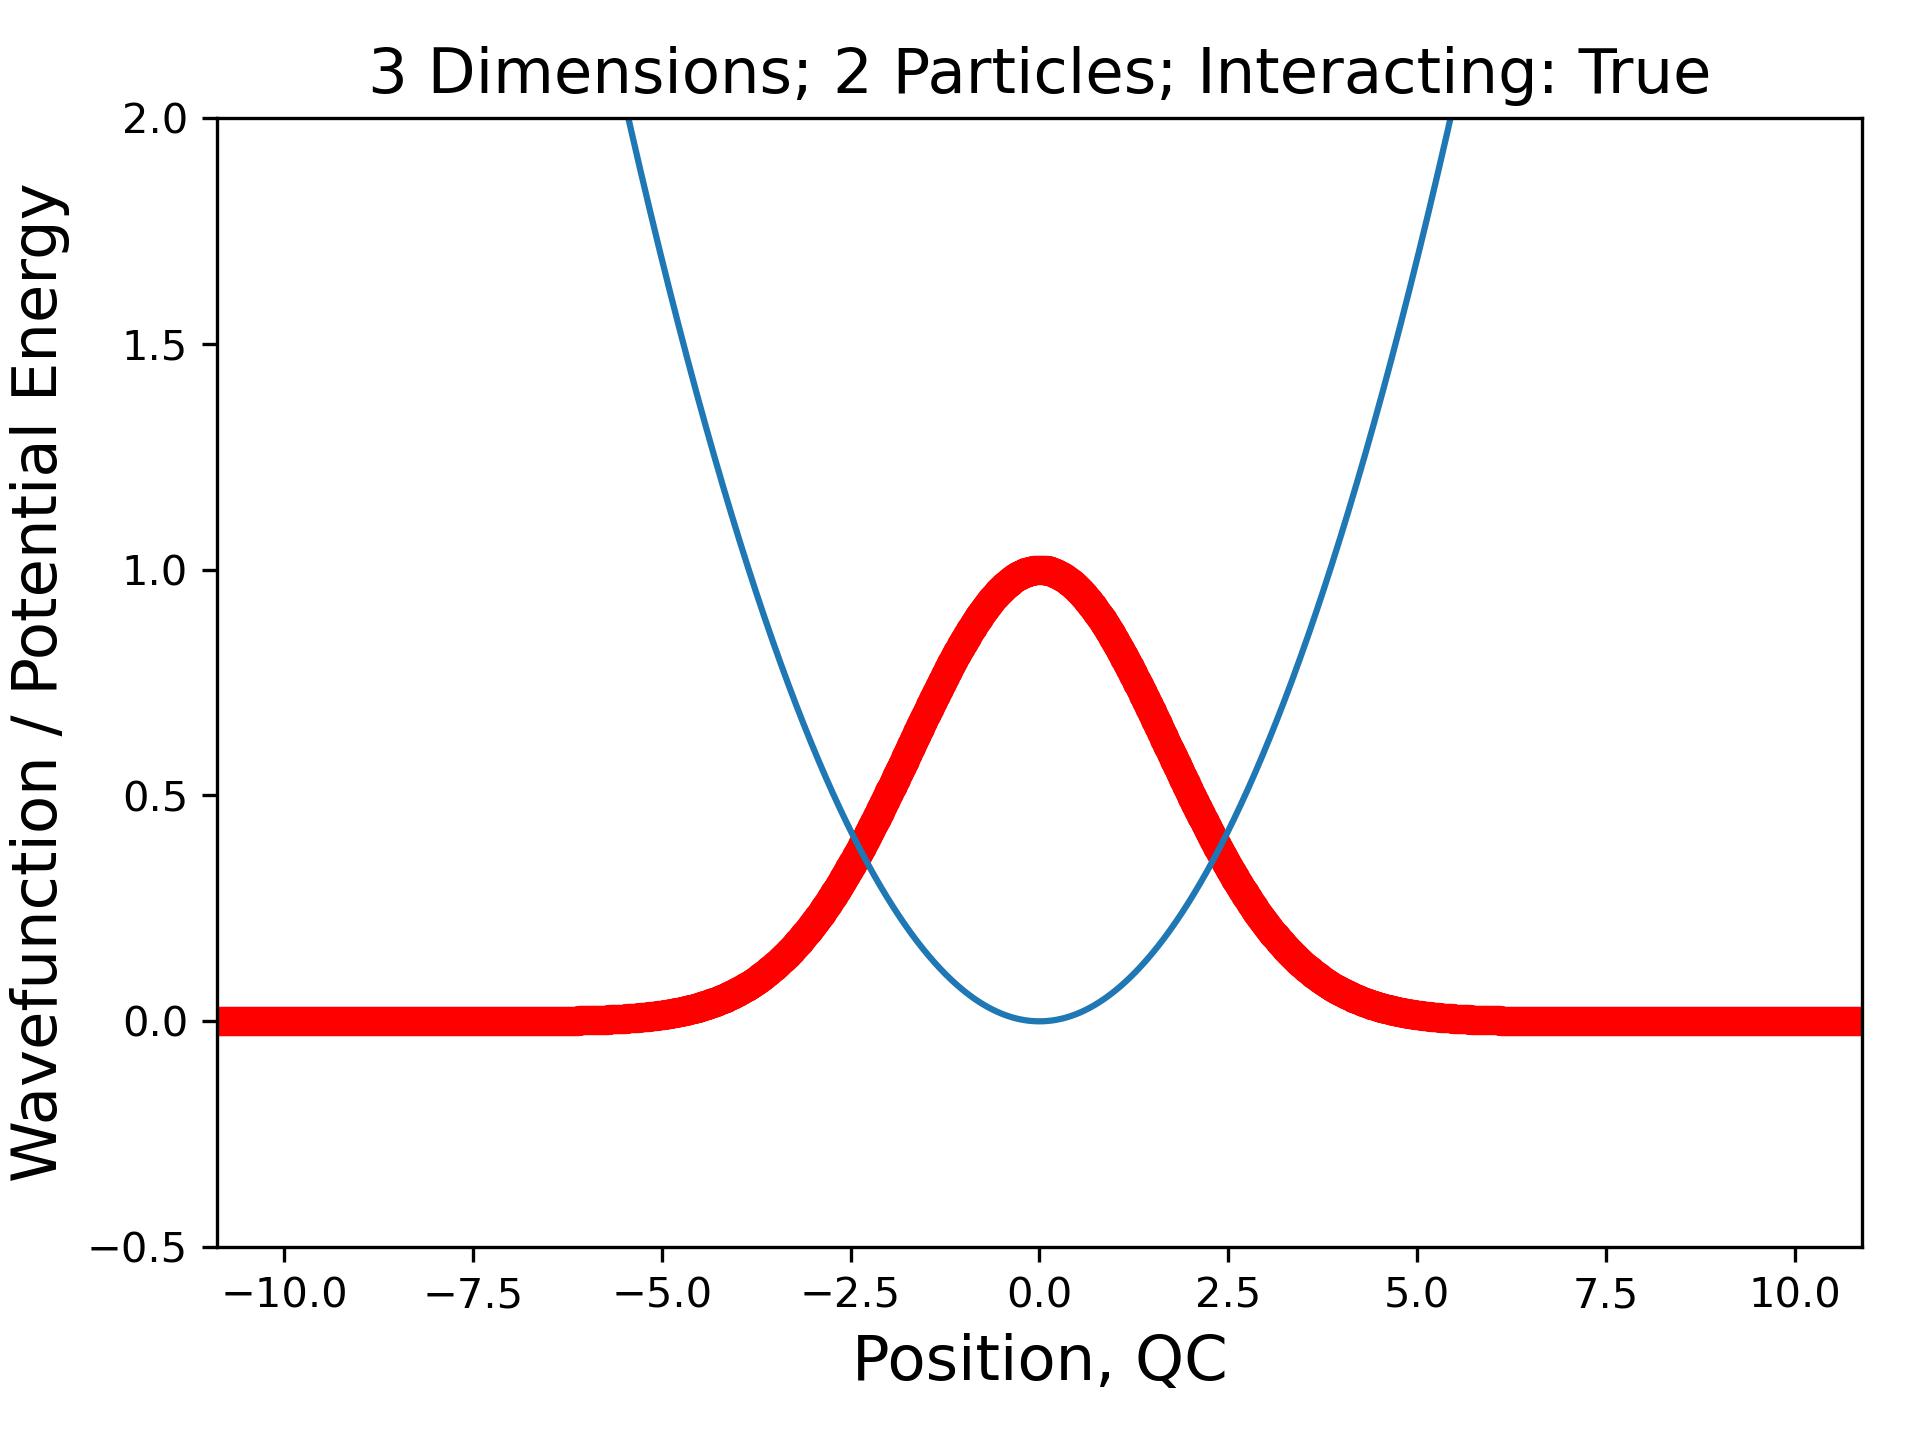 3 Dimensions; 2 Particles; Interacting: True
Wavefunction / Potential Energy
2.0
1.5
1.0
0.5
0.0
−0.5
−10.0 −7.5 −5.0 −2.5 0.0 2.5 5.0 7.5 10.0
Position, QC